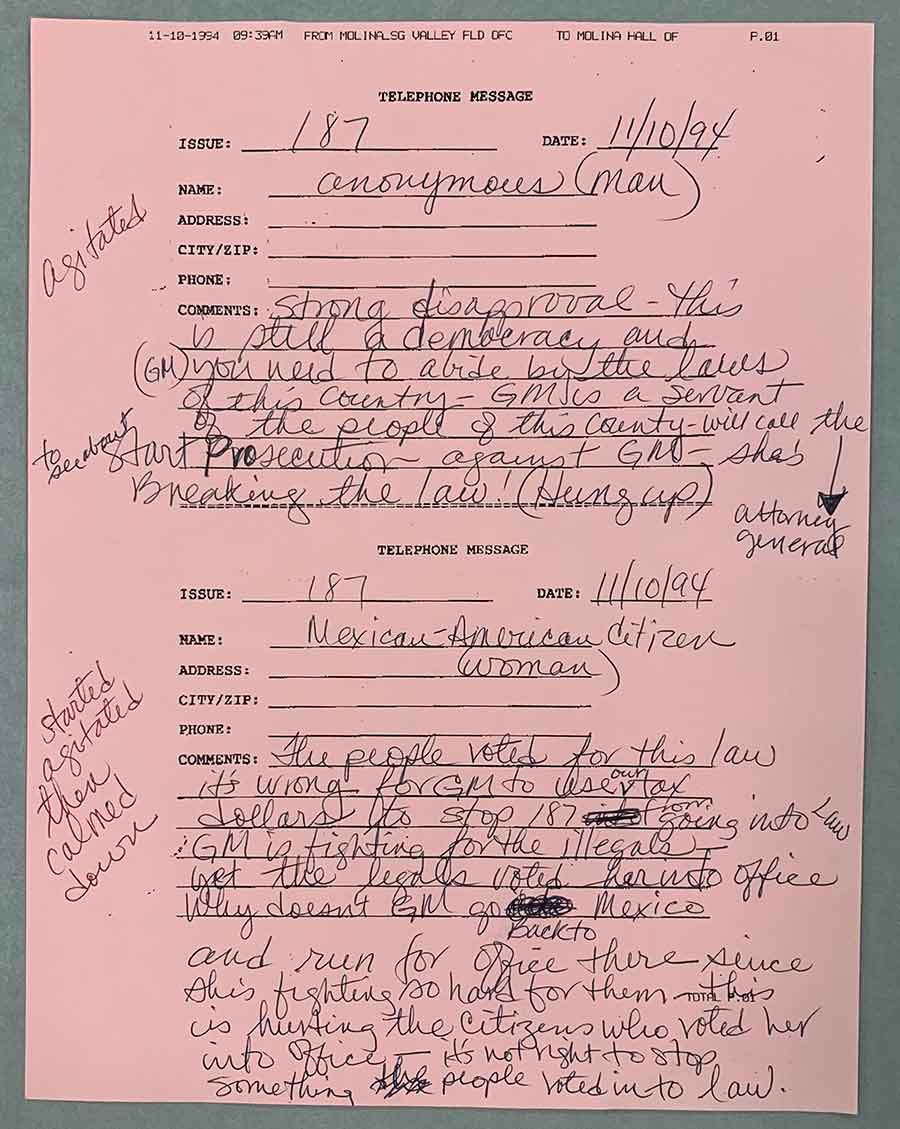 11-10-1994 09:39AM FROM MOLINA.SG VALLEY FLD OFC TO MOLINA HALL OF P.01
TELEPHONE MESSAGE
ISSUE: 187 DATE: 11/10/94
NAME: anonymous (man)
ADDRESS:
CITY/ZIP:
agitated
PHONE:
COMMENTS: strong disapproval - this
is still a democracy and
(GM) you need to abide by the laws
of this country - GM is a servant
of the people of this county - will call the
attorney
general
to
see about
start prosecution against GM - she's
Breaking the law! (Hung up)
TELEPHONE MESSAGE
ISSUE: 187 DATE: 11/10/94
NAME: Mexican-American Citizen
ADDRESS: (woman)
CITY/ZIP:
PHONE:
started
agitated
then
calmed
down
COMMENTS: The people voted for this law
it's wrong for GM to use our tax
dollars to stop 187 from going into law
GM is fighting for the illegals -
yet the legals voted her into office
Why doesn't GM go Back to Mexico
and run for office there since
she's fighting so hard for them - this
TOTAL P.01
is hurting the citizens who voted her
into office - it's not right to stop
something people voted into law.